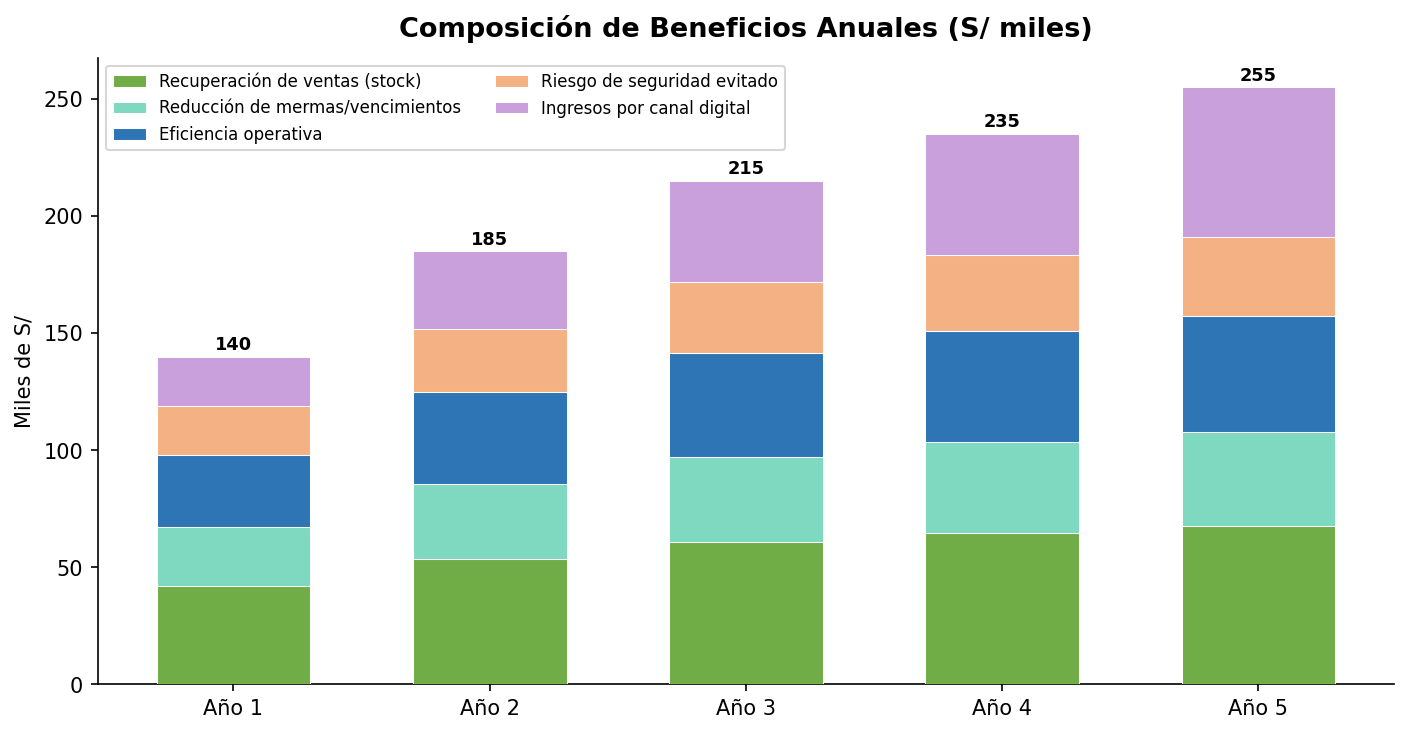 Composición de Beneficios Anuales (S/ miles)
Recuperación de ventas (stock)
Reducción de mermas/vencimientos
Eficiencia operativa
Riesgo de seguridad evitado
Ingresos por canal digital
Miles de S/
250
200
150
100
50
0
140
185
215
235
255
Año 1
Año 2
Año 3
Año 4
Año 5